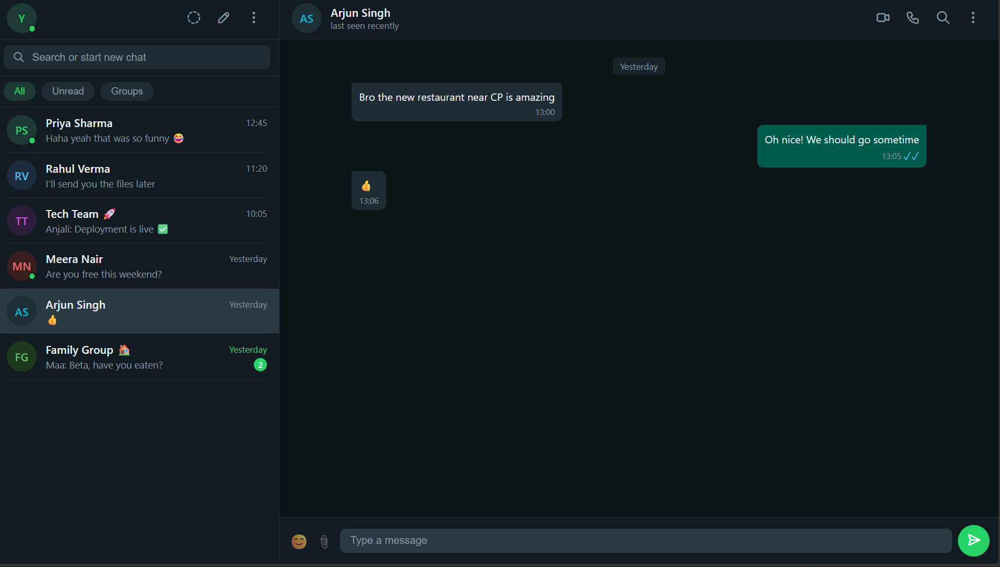 Y
Search or start new chat
All
Unread
Groups
PS
Priya Sharma
12:45
Haha yeah that was so funny 😂
RV
Rahul Verma
11:20
I'll send you the files later
TT
Tech Team 🚀
10:05
Anjali: Deployment is live ✅
MN
Meera Nair
Yesterday
Are you free this weekend?
AS
Arjun Singh
Yesterday
👍
FG
Family Group 🏠
Yesterday
Maa: Beta, have you eaten?
2
AS
Arjun Singh
last seen recently
Yesterday
Bro the new restaurant near CP is amazing
13:00
Oh nice! We should go sometime
13:05 ✓✓
👍
13:06
Type a message